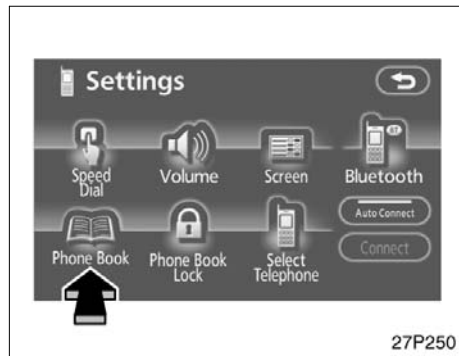 Settings
Speed
Dial
Volume
Screen
Bluetooth
Auto Connect
Phone Book
Phone Book
Lock
Select
Telephone
Connect
27P250